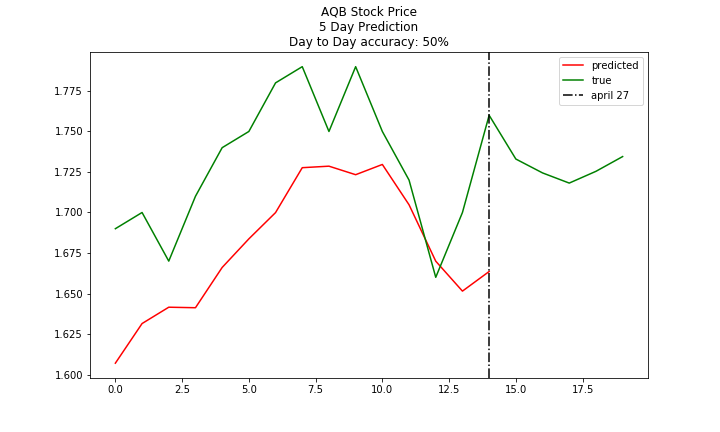 AQB Stock Price
5 Day Prediction
Day to Day accuracy: 50%
predicted
true
april 27
1.775
1.750
1.725
1.700
1.675
1.650
1.625
1.600
0.0 2.5 5.0 7.5 10.0 12.5 15.0 17.5